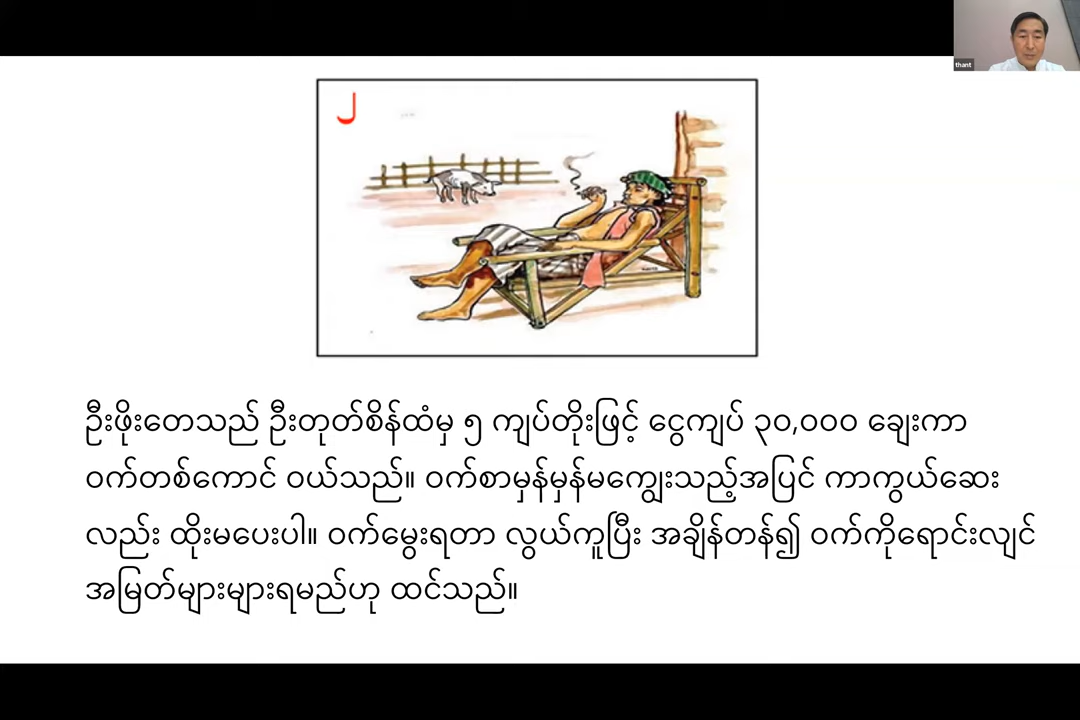 thant
၂
ဦးဖိုးတေသည် ဦးတုတ်စိန်ထံမှ ၅ ကျပ်တိုးဖြင့် ငွေကျပ် ၃၀,၀၀၀ ချေးကာ
ဝက်တစ်ကောင် ဝယ်သည်။ ဝက်စာမှန်မှန်မကျွေးသည့်အပြင် ကာကွယ်ဆေး
လည်း ထိုးမပေးပါ။ ဝက်မွေးရတာ လွယ်ကူပြီး အချိန်တန်၍ ဝက်ကိုရောင်းလျင်
အမြတ်များများရမည်ဟု ထင်သည်။